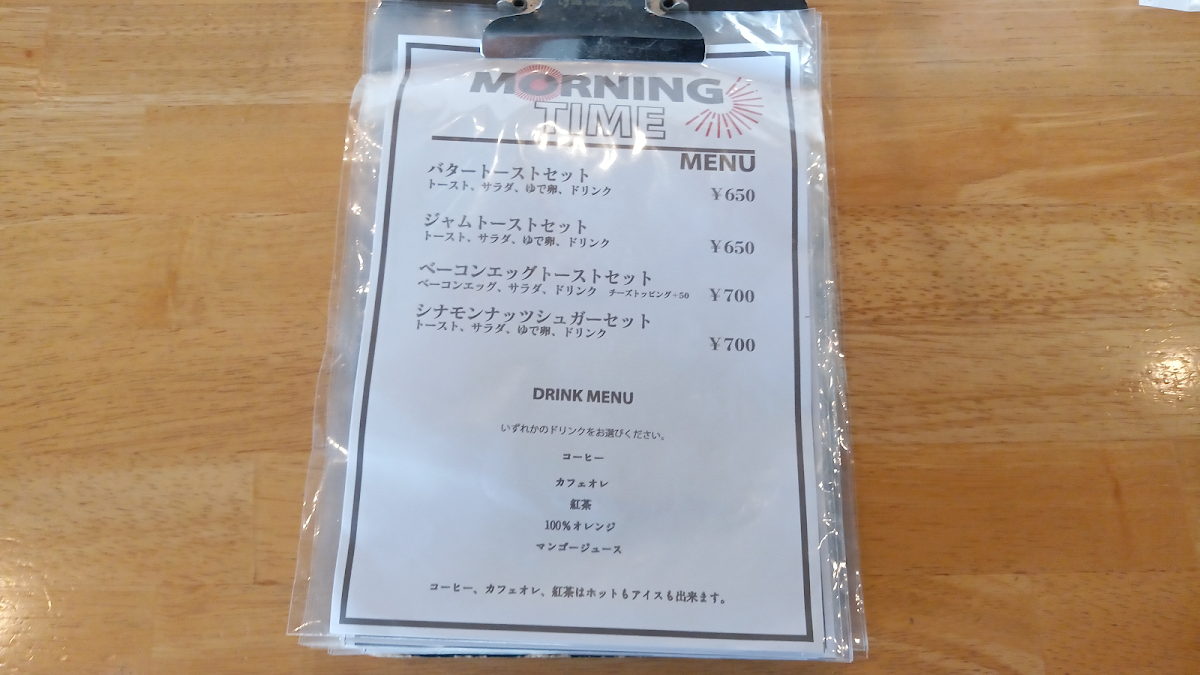 MORNING
TIME
MENU
バタートーストセット
トースト、サラダ、ゆで卵、ドリンク
￥650
ジャムトーストセット
トースト、サラダ、ゆで卵、ドリンク
￥650
ベーコンエッグトーストセット
ベーコンエッグ、サラダ、ドリンク チーズトッピング+50
￥700
シナモンナッツシュガーセット
トースト、サラダ、ゆで卵、ドリンク
￥700
DRINK MENU
いずれかのドリンクをお選びください。
コーヒー
カフェオレ
紅茶
100％オレンジ
マンゴージュース
コーヒー、カフェオレ、紅茶はホットもアイスも出来ます。